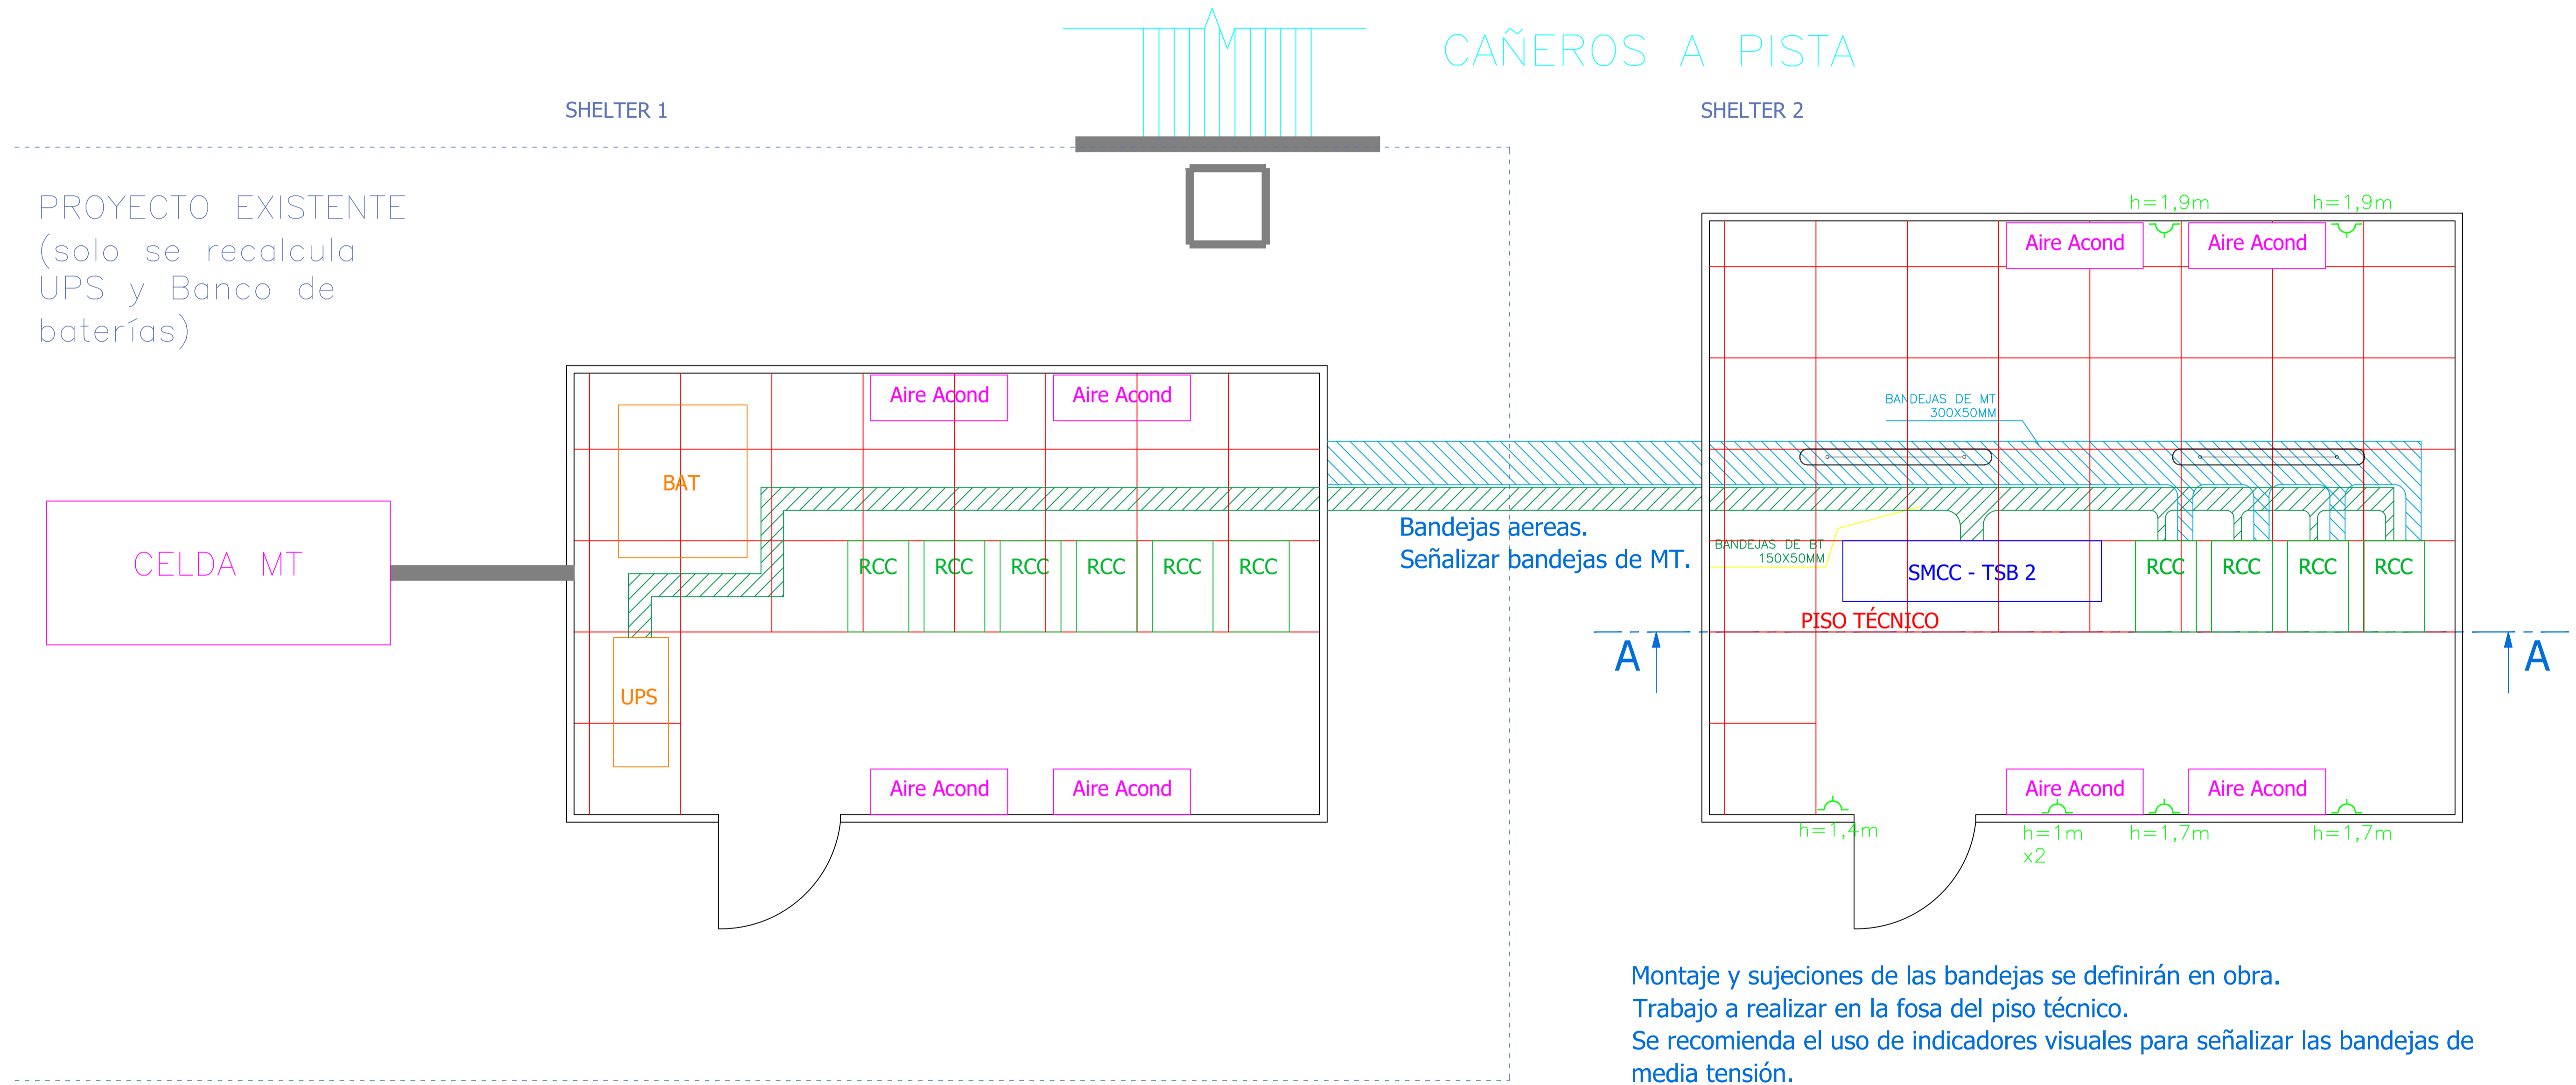 CAÑEROS A PISTA
SHELTER 1
SHELTER 2
PROYECTO EXISTENTE
(solo se recalcula
UPS y Banco de
baterías)
h=1,9m
h=1,9m
Aire Acond
Aire Acond
Aire Acond
Aire Acond
BANDEJAS DE MT
300X50MM
BAT
CELDA MT
Bandejas aereas.
Señalizar bandejas de MT.
BANDEJAS DE BT
150X50MM
RCC
RCC
RCC
RCC
RCC
RCC
SMCC - TSB 2
RCC
RCC
RCC
RCC
PISO TÉCNICO
A
A
UPS
Aire Acond
Aire Acond
Aire Acond
Aire Acond
h=1,4m
h=1m
x2
h=1,7m
h=1,7m
Montaje y sujeciones de las bandejas se definirán en obra.
Trabajo a realizar en la fosa del piso técnico.
Se recomienda el uso de indicadores visuales para señalizar las bandejas de
media tensión.